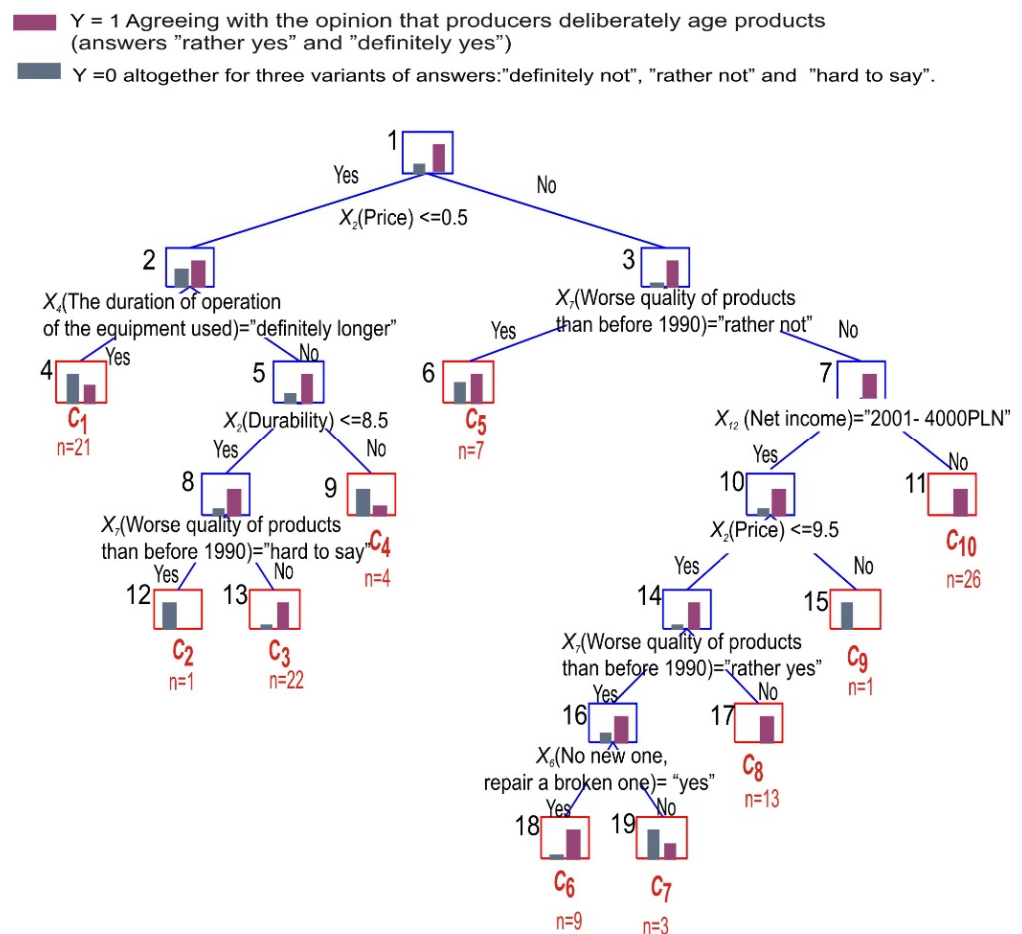 Y = 1 Agreeing with the opinion that producers deliberately age products
(answers ”rather yes” and ”definitely yes”)
Y =0 altogether for three variants of answers:”definitely not”, ”rather not” and ”hard to say”.
1
Yes
No
X₂(Price) <=0.5
2
3
X₄(The duration of operation
of the equipment used)=”definitely longer”
X₇(Worse quality of products
than before 1990)=”rather not”
Yes
No
Yes
No
4
5
6
7
C₁
n=21
X₂(Durability) <=8.5
C₅
n=7
X₁₂ (Net income)=”2001- 4000PLN”
Yes
No
Yes
No
8
9
10
11
X₇(Worse quality of products
than before 1990)=”hard to say”
C₄
n=4
X₂(Price) <=9.5
C₁₀
n=26
Yes
No
Yes
No
12
13
14
15
C₂
n=1
C₃
n=22
X₇(Worse quality of products
than before 1990)=”rather yes”
C₉
n=1
Yes
No
16
17
X₆(No new one,
repair a broken one)= “yes”
C₈
n=13
Yes
No
18
19
C₆
n=9
C₇
n=3